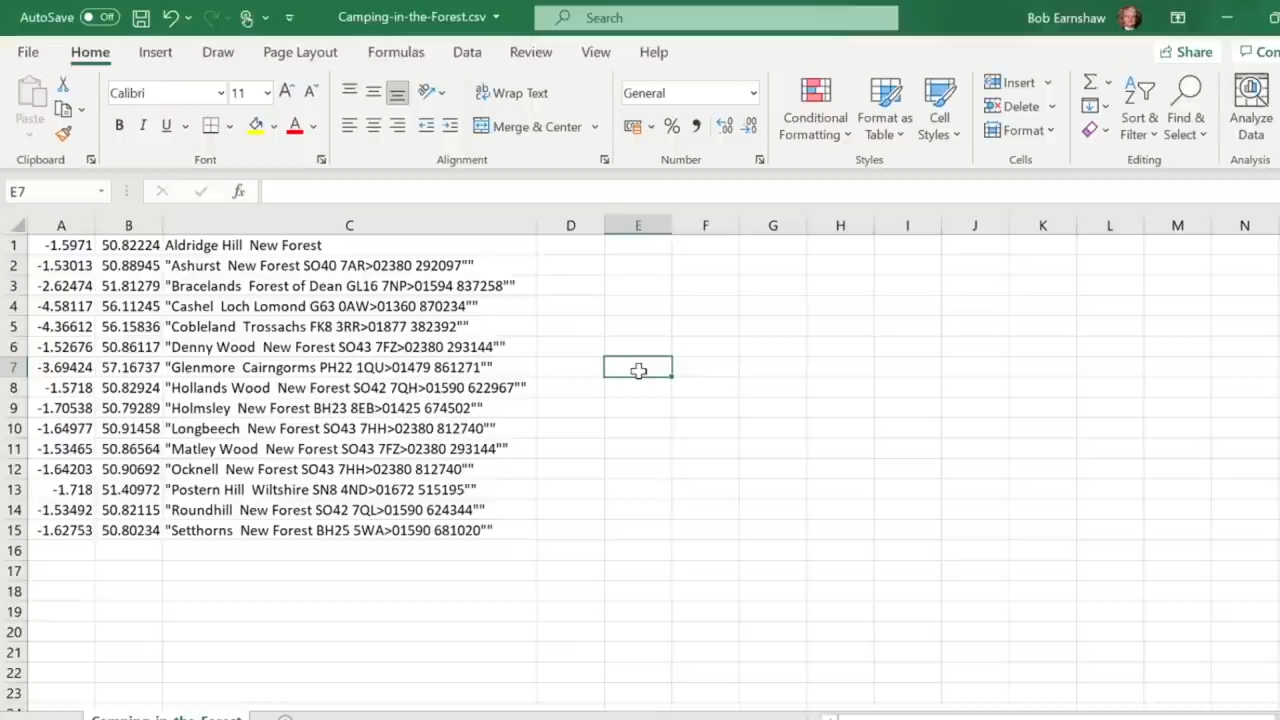 AutoSave Off Camping-in-the-Forest.csv Search Bob Earnshaw
File Home Insert Draw Page Layout Formulas Data Review View Help Share
Paste Calibri 11 Wrap Text General Conditional Formatting Format as Table Cell Styles Insert Sort & Filter Find & Select Analyze Data
B I U Merge & Center Delete
Format
Clipboard Font Alignment Number Styles Cells Editing Analysis
E7 fx
A B C D E F G H I J K L M N
1 -1.5971 50.82224 Aldridge Hill  New Forest
2 -1.53013 50.88945 "Ashurst  New Forest SO40 7AR>02380 292097""
3 -2.62474 51.81279 "Bracelands  Forest of Dean GL16 7NP>01594 837258""
4 -4.58117 56.11245 "Cashel  Loch Lomond G63 0AW>01360 870234""
5 -4.36612 56.15836 "Cobleland  Trossachs FK8 3RR>01877 382392""
6 -1.52676 50.86117 "Denny Wood  New Forest SO43 7FZ>02380 293144""
7 -3.69424 57.16737 "Glenmore  Cairngorms PH22 1QU>01479 861271""
8 -1.5718 50.82924 "Hollands Wood  New Forest SO42 7QH>01590 622967""
9 -1.70538 50.79289 "Holmsley  New Forest BH23 8EB>01425 674502""
10 -1.64977 50.91458 "Longbeech  New Forest SO43 7HH>02380 812740""
11 -1.53465 50.86564 "Matley Wood  New Forest SO43 7FZ>02380 293144""
12 -1.64203 50.90692 "Ocknell  New Forest SO43 7HH>02380 812740""
13 -1.718 51.40972 "Postern Hill  Wiltshire SN8 4ND>01672 515195""
14 -1.53492 50.82115 "Roundhill  New Forest SO42 7QL>01590 624344""
15 -1.62753 50.80234 "Setthorns  New Forest BH25 5WA>01590 681020""
16
17
18
19
20
21
22
23
Camping-in-the-Forest